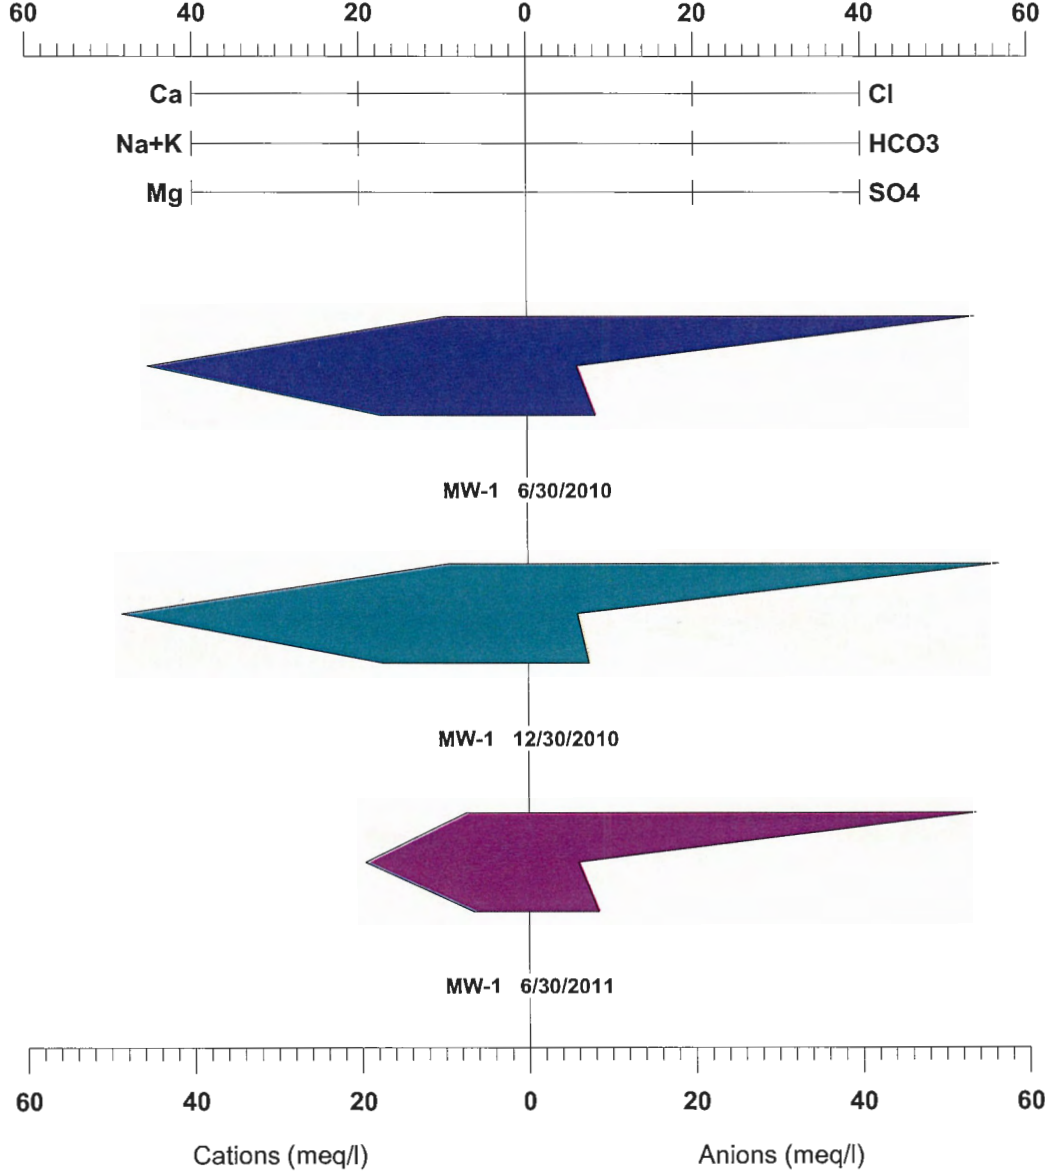 60 40 20 0 20 40 60
Ca Cl
Na+K HCO3
Mg SO4
MW-1 6/30/2010
MW-1 12/30/2010
MW-1 6/30/2011
60 40 20 0 20 40 60
Cations (meq/l) Anions (meq/l)